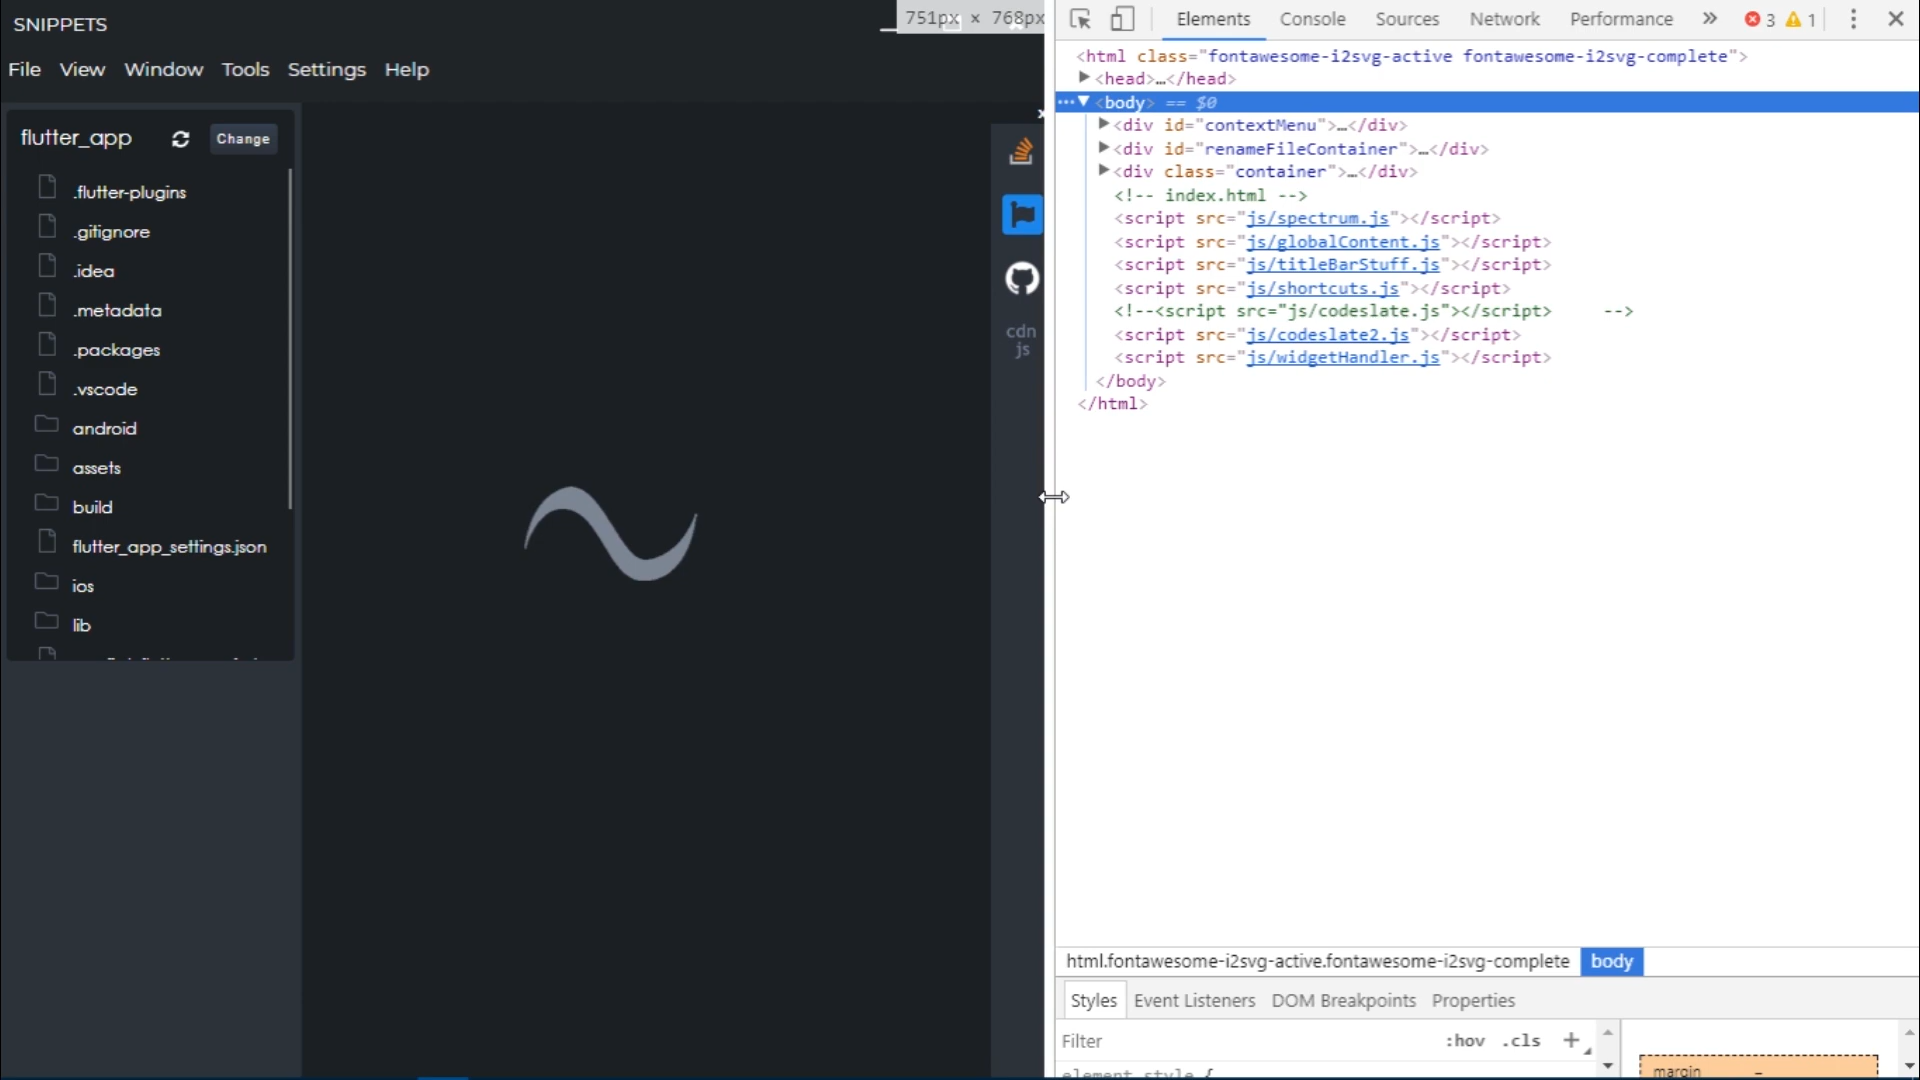 SNIPPETS
751px × 768px
File View Window Tools Settings Help
flutter_app Change
.flutter-plugins
.gitignore
.idea
.metadata
.packages
.vscode
android
assets
build
flutter_app_settings.json
ios
lib
cdn
js
Elements Console Sources Network Performance » 3 1
<html class="fontawesome-i2svg-active fontawesome-i2svg-complete">
<head>…</head>
<body> == $0
<div id="contextMenu">…</div>
<div id="renameFileContainer">…</div>
<div class="container">…</div>
<!-- index.html -->
<script src="js/spectrum.js"></script>
<script src="js/globalContent.js"></script>
<script src="js/titleBarStuff.js"></script>
<script src="js/shortcuts.js"></script>
<!--<script src="js/codeslate.js"></script> -->
<script src="js/codeslate2.js"></script>
<script src="js/widgetHandler.js"></script>
</body>
</html>
html.fontawesome-i2svg-active.fontawesome-i2svg-complete body
Styles Event Listeners DOM Breakpoints Properties
Filter :hov .cls +
element.style {
margin –